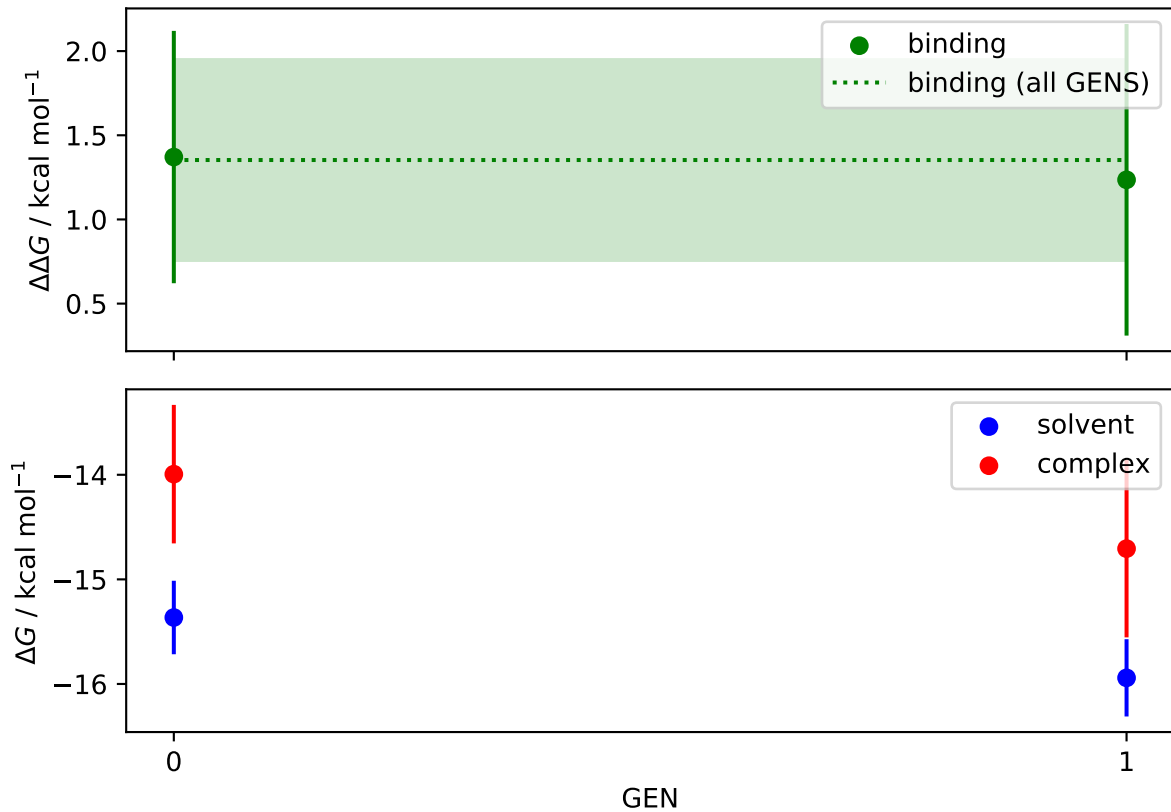 binding
binding (all GENS)
2.0
1.5
1.0
0.5
ΔΔG / kcal mol⁻¹
solvent
complex
−14
−15
−16
ΔG / kcal mol⁻¹
0
1
GEN